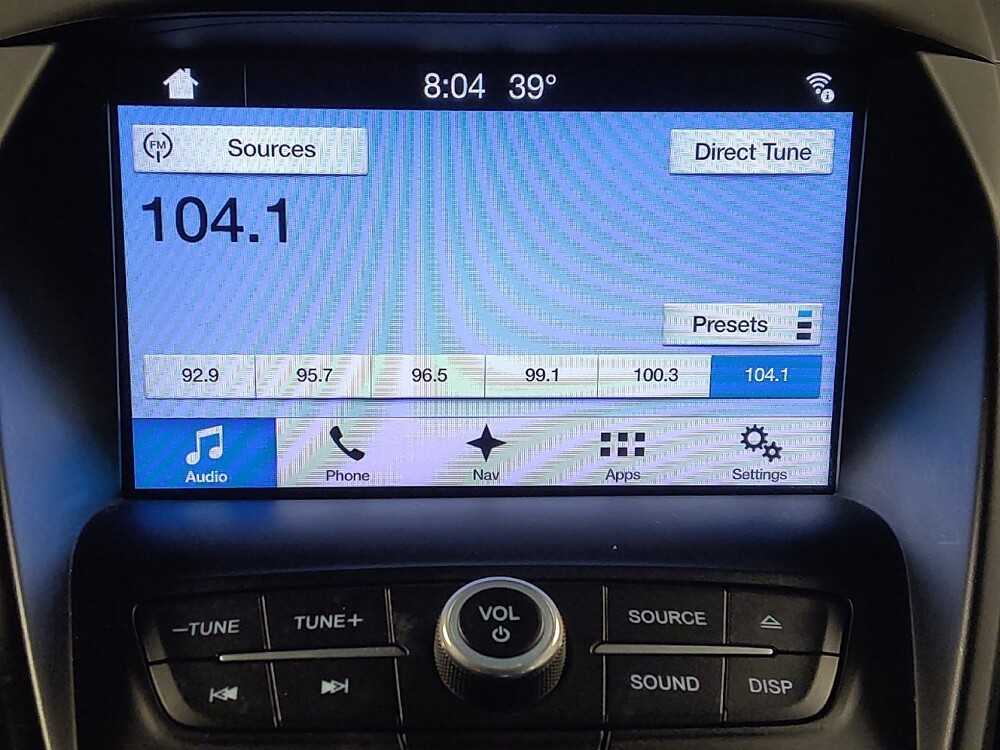 8:04 39°
FM Sources
Direct Tune
104.1
Presets
92.9 95.7 96.5 99.1 100.3 104.1
Audio Phone Nav Apps Settings
−TUNE TUNE+ VOL SOURCE
SOUND DISP